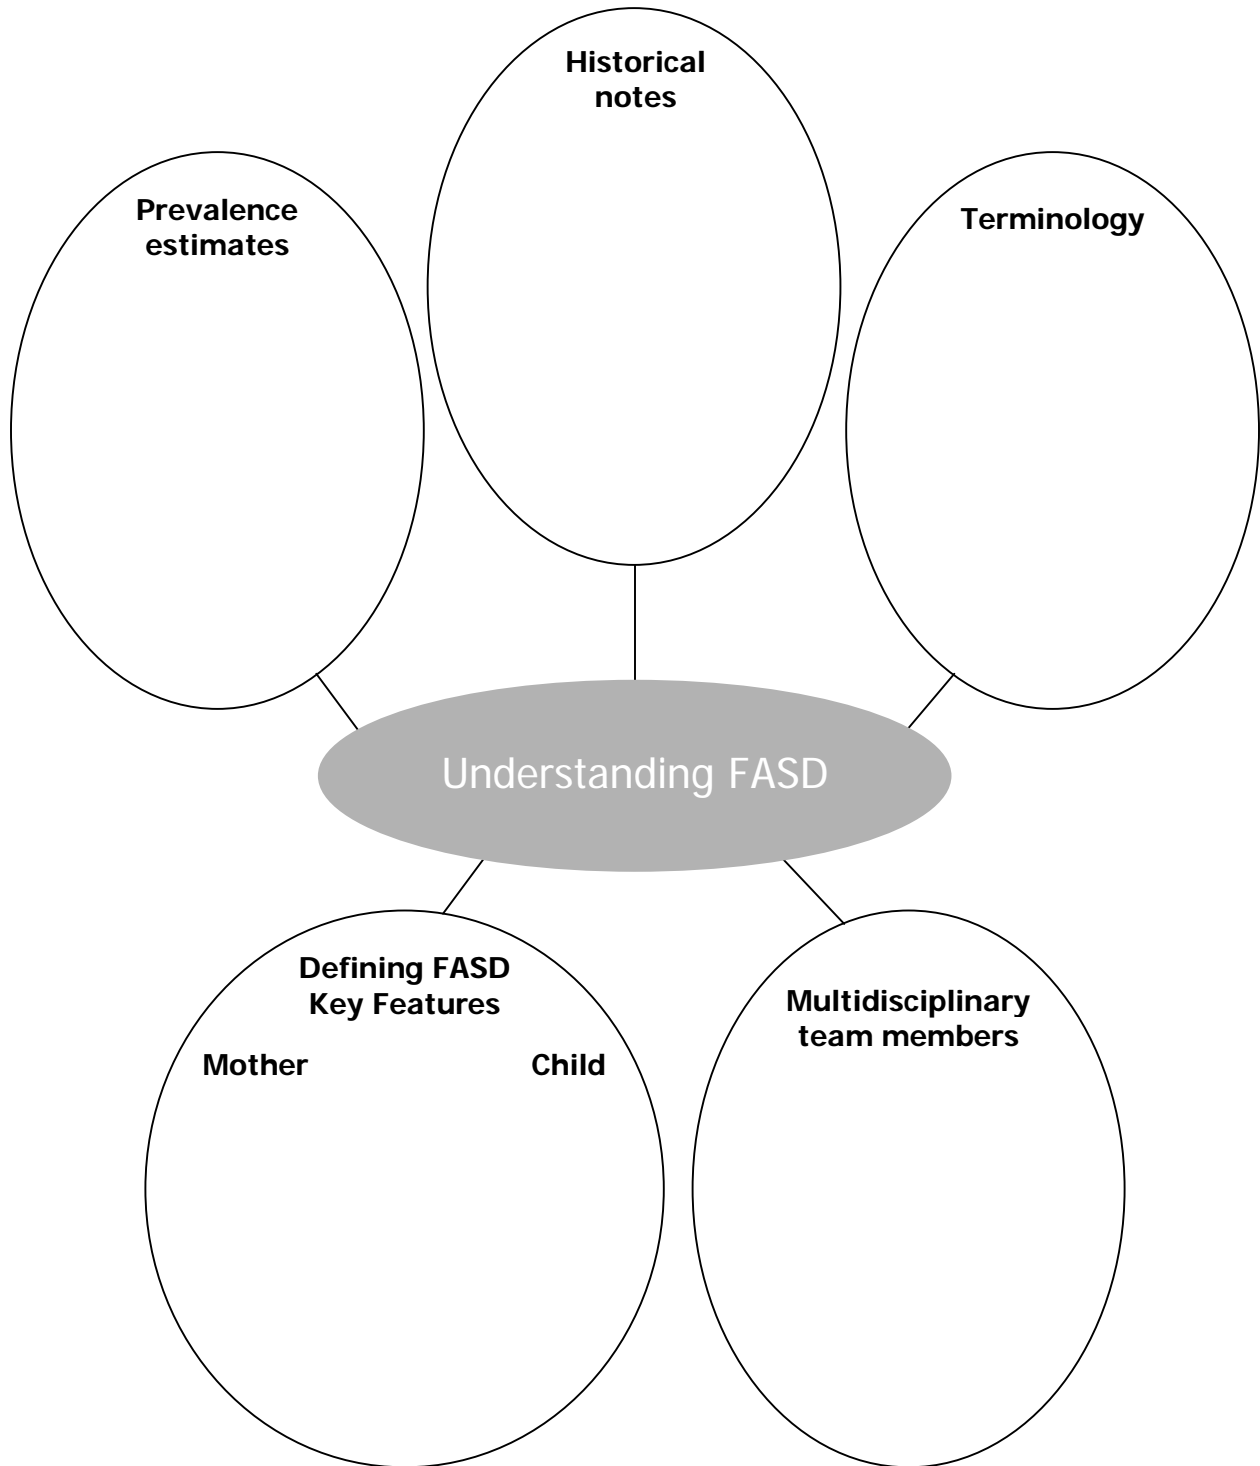 Historical
notes
Prevalence
estimates
Terminology
Understanding FASD
Defining FASD
Key Features
Mother Child
Multidisciplinary
team members